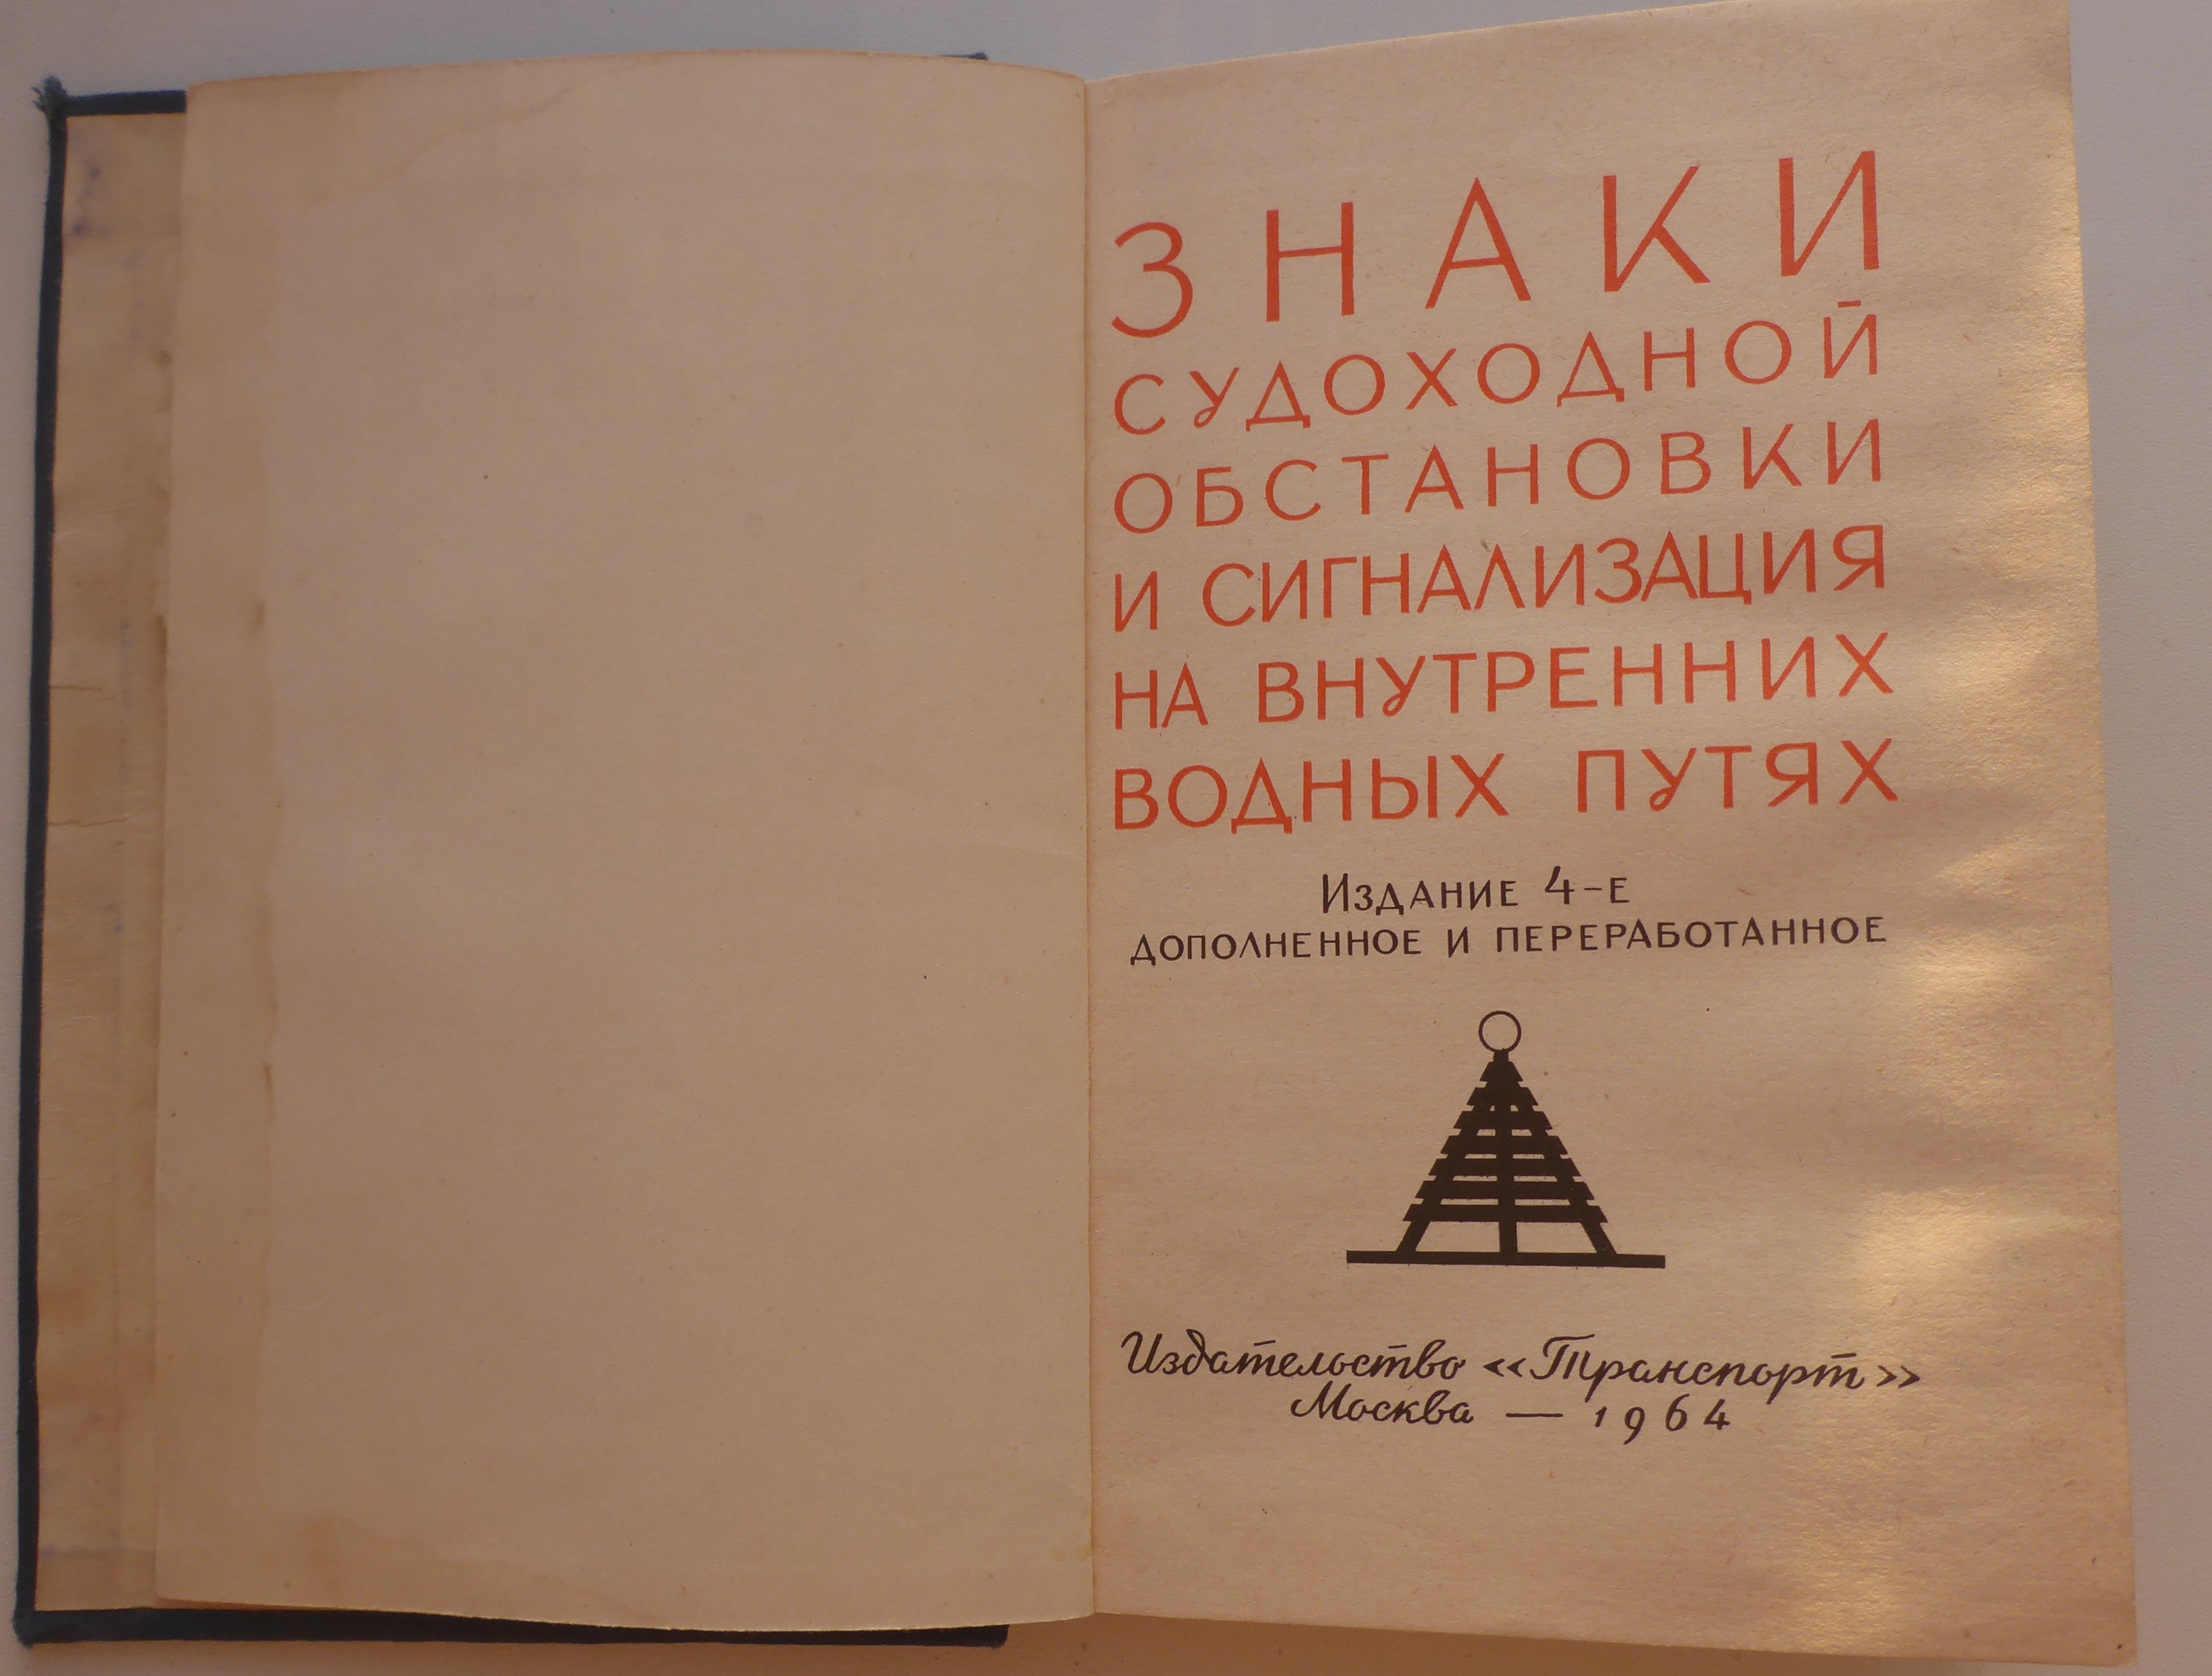 ЗНАКИ
СУДОХОДНОЙ
ОБСТАНОВКИ
И СИГНАЛИЗАЦИЯ
НА ВНУТРЕННИХ
ВОДНЫХ ПУТЯХ
ИЗДАНИЕ 4-Е
ДОПОЛНЕННОЕ И ПЕРЕРАБОТАННОЕ
Издательство «Транспорт»
Москва — 1964